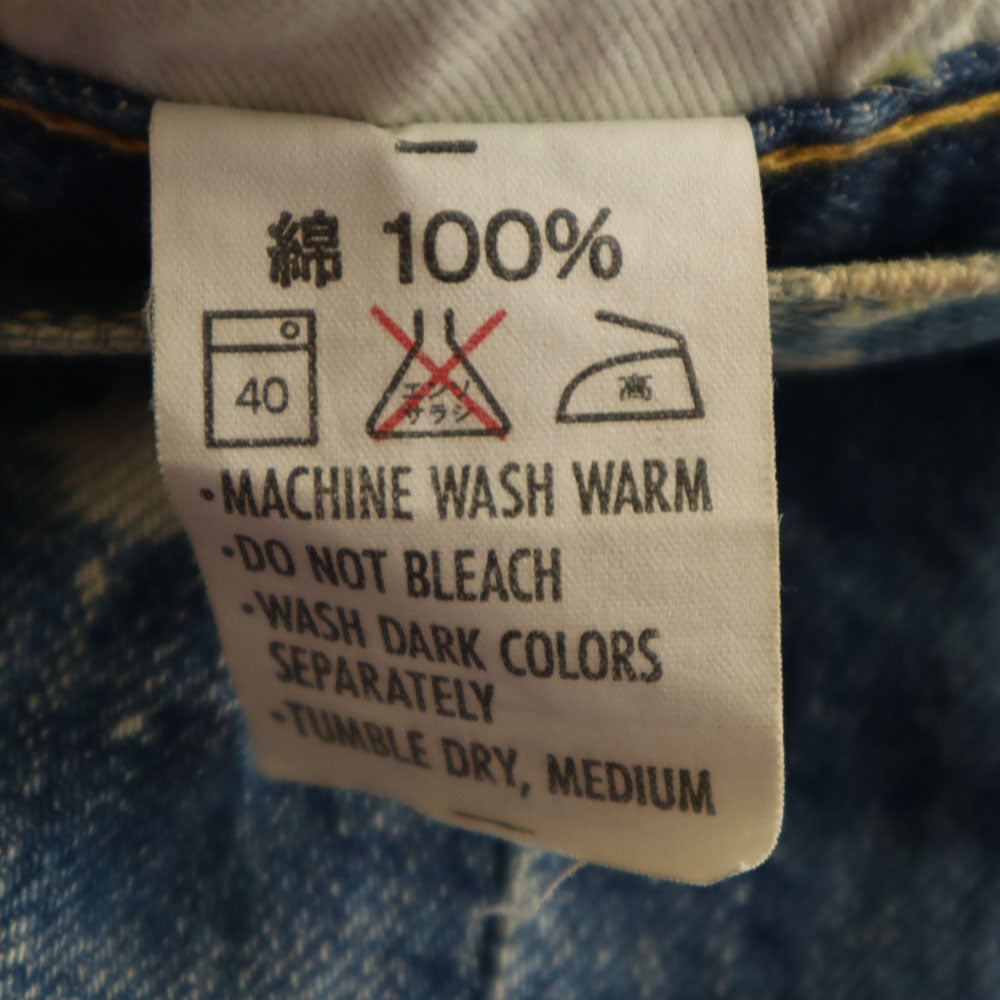 綿 100%
40
エンソ
サラシ
高
•MACHINE WASH WARM
•DO NOT BLEACH
•WASH DARK COLORS
SEPARATELY
•TUMBLE DRY, MEDIUM